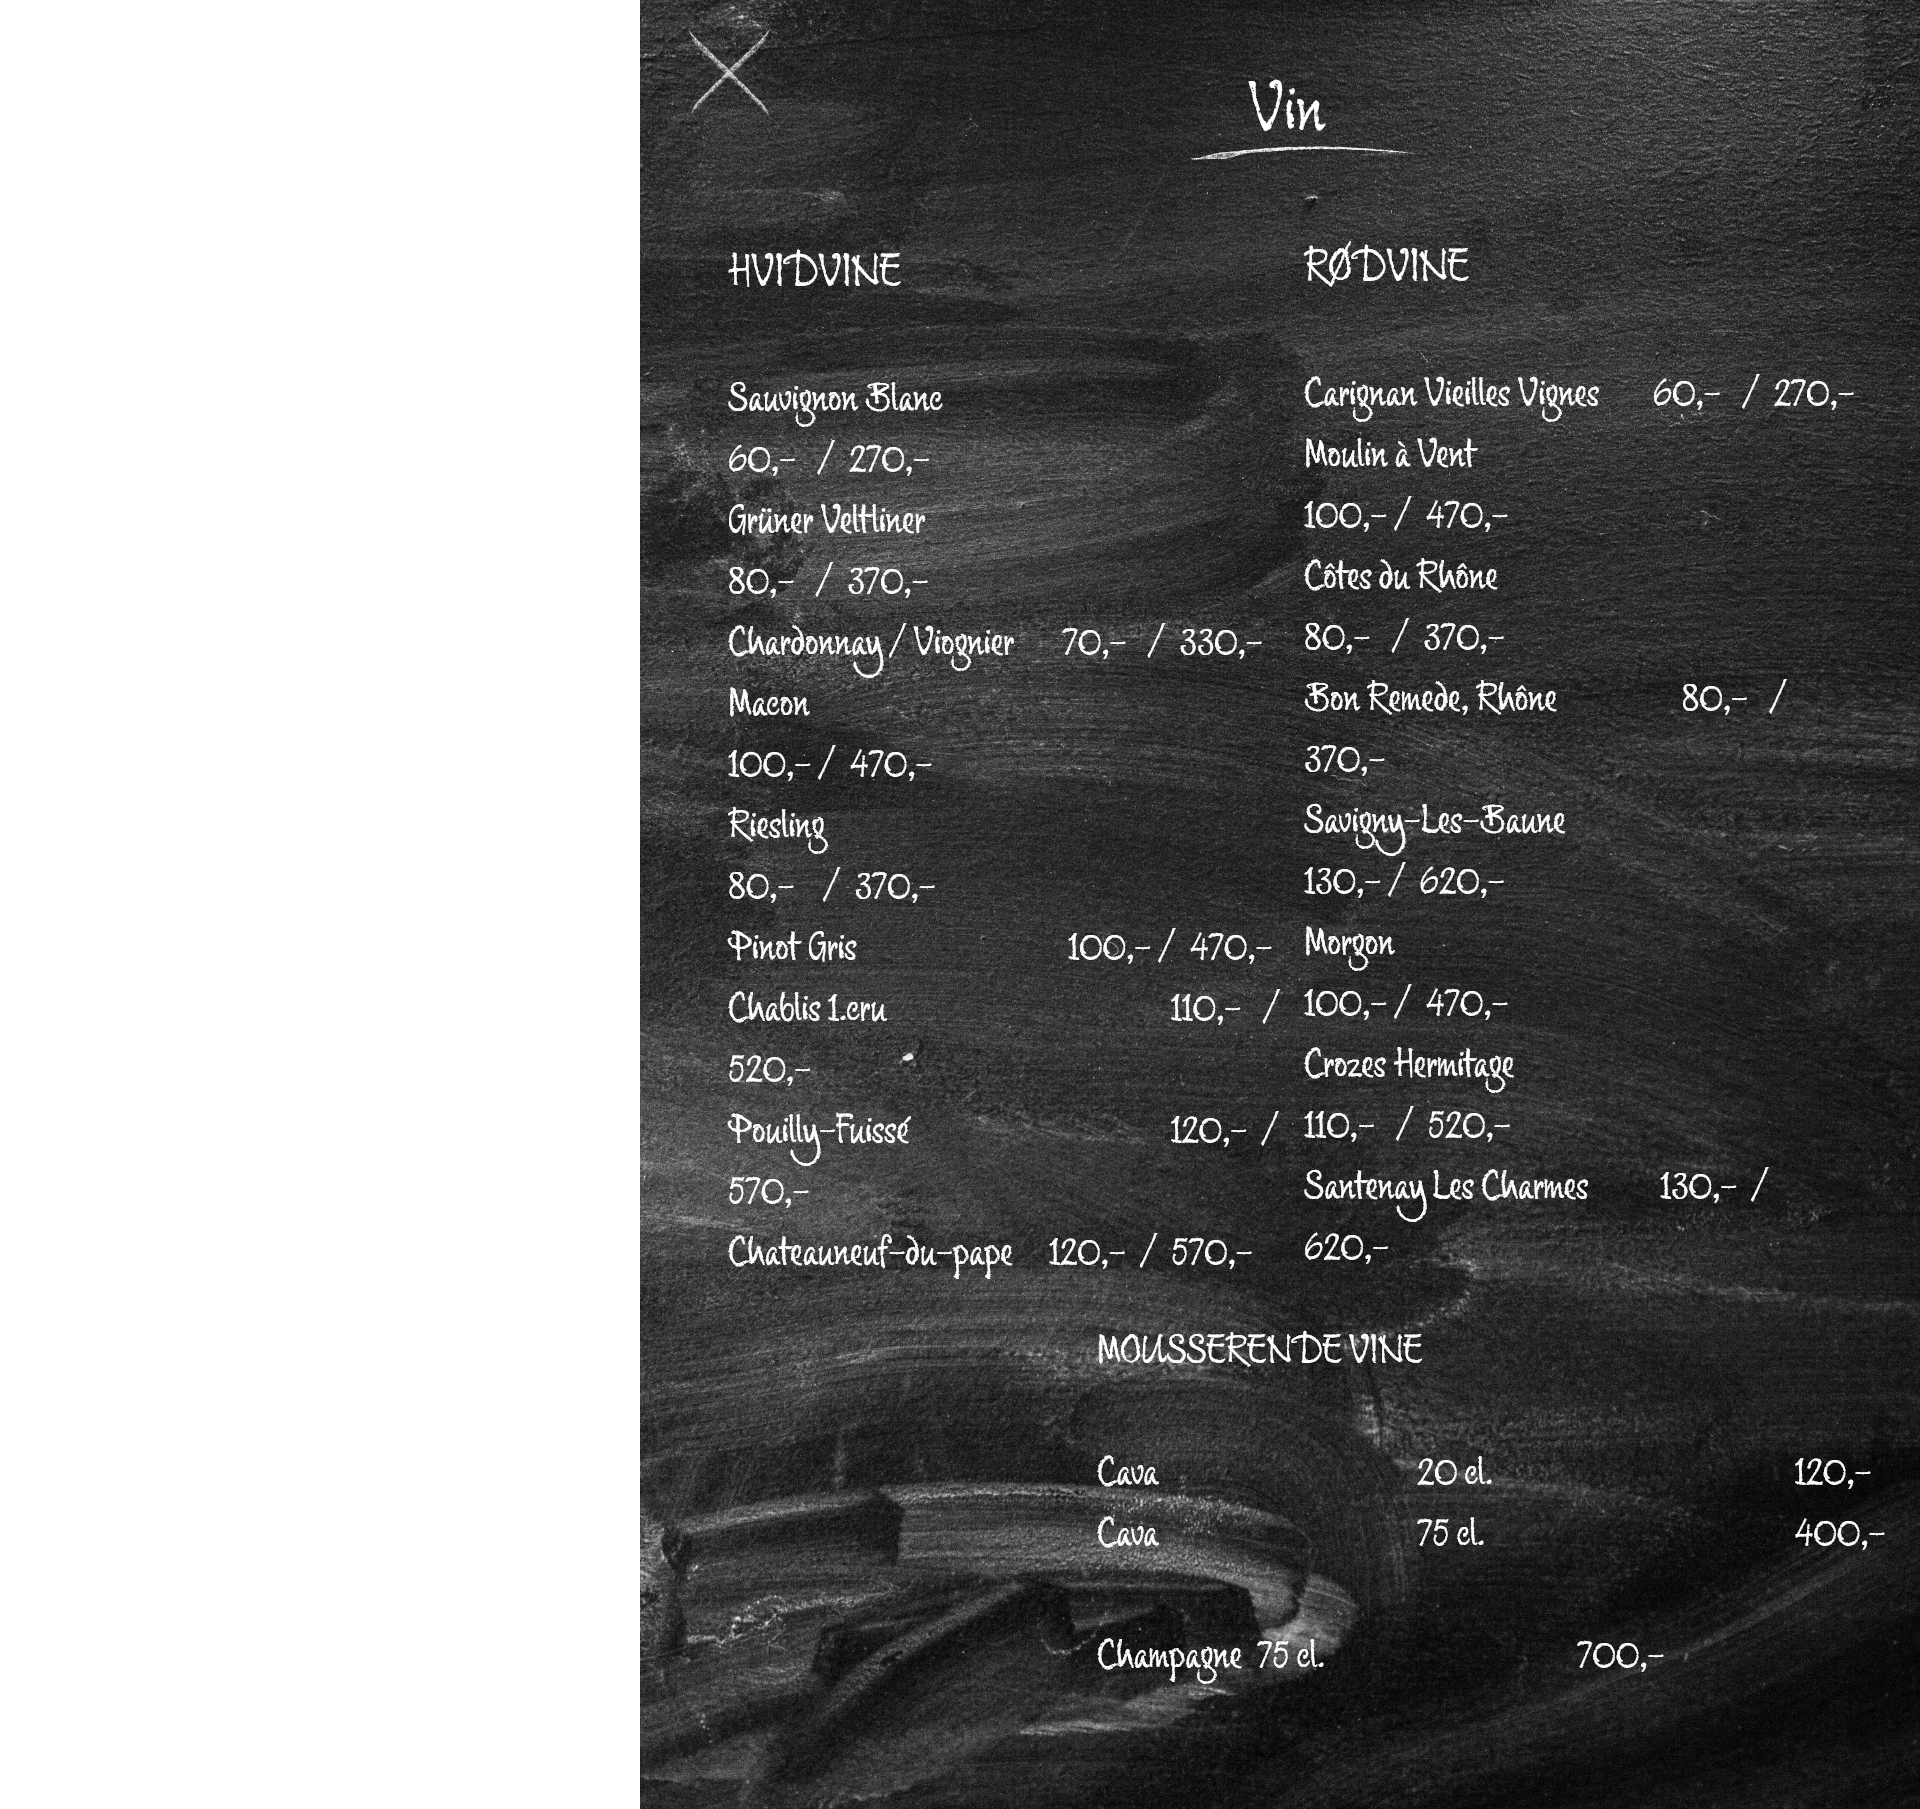 Vin
HVIDVINE
Sauvignon Blanc
60,- / 270,-
Grüner Veltliner
80,- / 370,-
Chardonnay / Viognier 70,- / 330,-
Macon
100,- / 470,-
Riesling
80,- / 370,-
Pinot Gris 100,- / 470,-
Chablis 1.cru 110,- /
520,-
Pouilly-Fuissé 120,- /
570,-
Chateauneuf-du-pape 120,- / 570,-
RØDVINE
Carignan Vieilles Vignes 60,- / 270,-
Moulin à Vent
100,- / 470,-
Côtes du Rhône
80,- / 370,-
Bon Remede, Rhône 80,- /
370,-
Savigny-Les-Baune
130,- / 620,-
Morgon
100,- / 470,-
Crozes Hermitage
110,- / 520,-
Santenay Les Charmes 130,- /
620,-
MOUSSERENDE VINE
Cava 20 cl. 120,-
Cava 75 cl. 400,-
Champagne 75 cl. 700,-